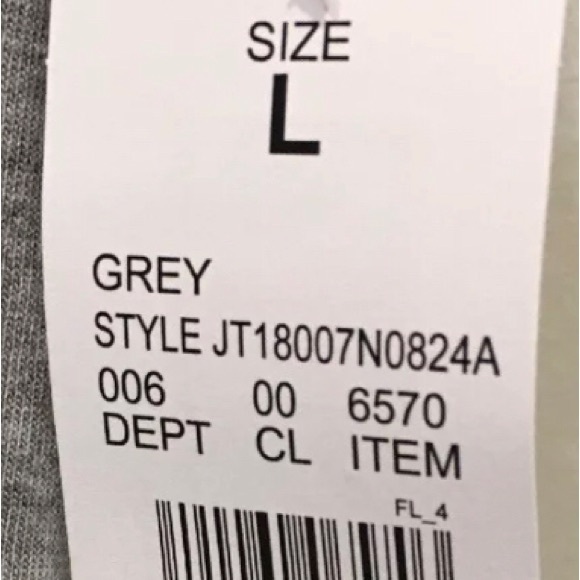 SIZE
L
GREY
STYLE JT18007N0824A
006 00 6570
DEPT CL ITEM
FL_4